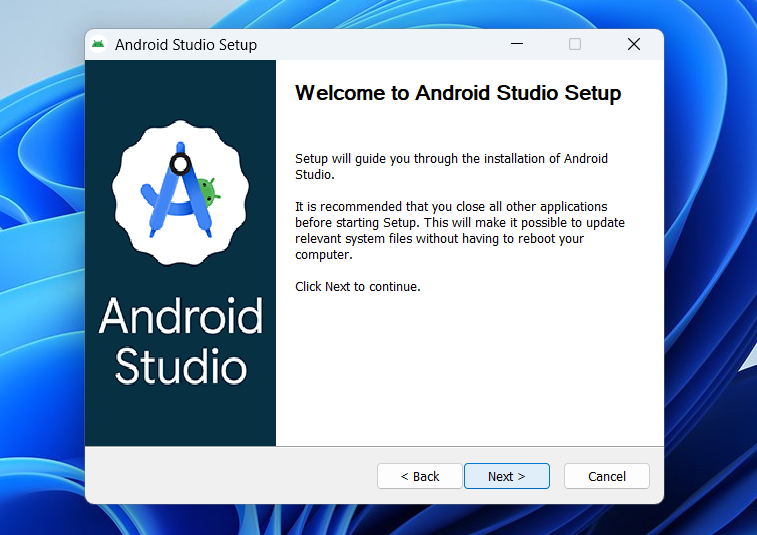 Android Studio Setup
Android
Studio
Welcome to Android Studio Setup
Setup will guide you through the installation of Android
Studio.
It is recommended that you close all other applications
before starting Setup. This will make it possible to update
relevant system files without having to reboot your
computer.
Click Next to continue.
< Back
Next >
Cancel